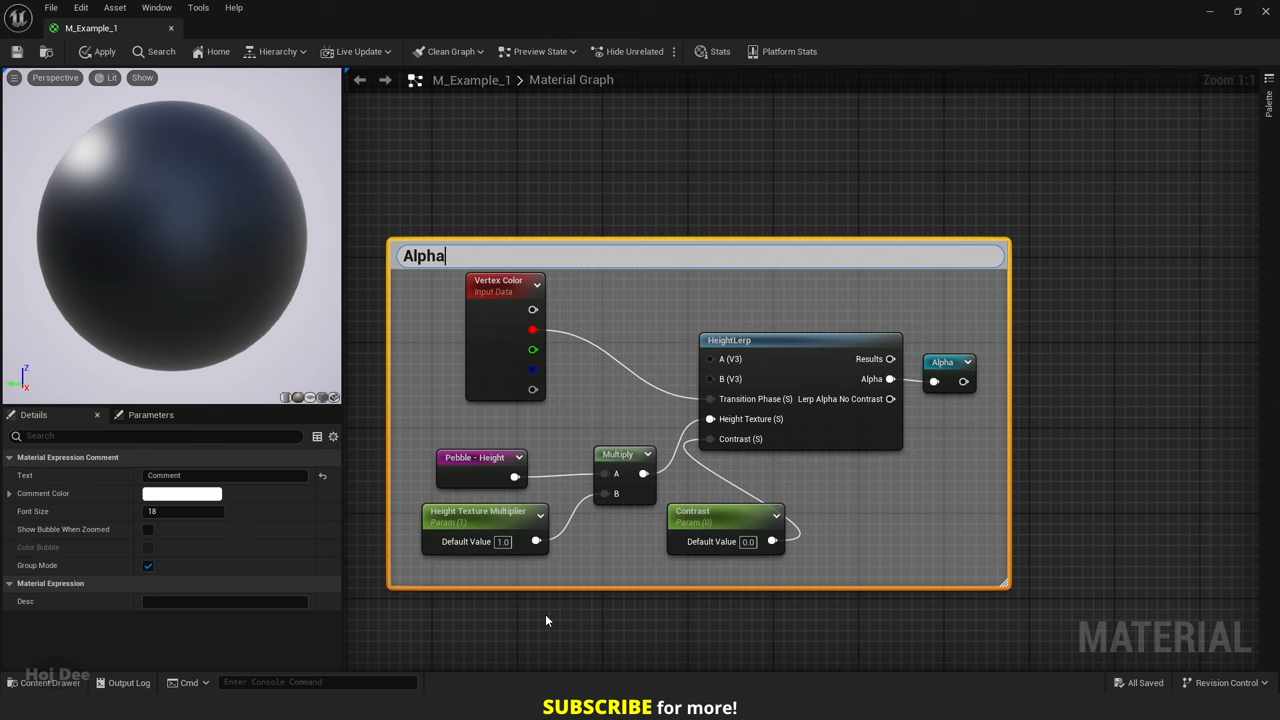 File Edit Asset Window Tools Help
M_Example_1
Apply Search Home Hierarchy Live Update Clean Graph Preview State Hide Unrelated Stats Platform Stats
Perspective Lit Show
M_Example_1 Material Graph
Zoom 1:1
Palette
Alpha
Vertex Color
Input Data
HeightLerp
A (V3) Results
B (V3) Alpha
Transition Phase (S) Lerp Alpha No Contrast
Height Texture (S)
Contrast (S)
Alpha
Pebble - Height
Multiply
A
B
Height Texture Multiplier
Param (1)
Default Value 1.0
Contrast
Param (0)
Default Value 0.0
Z
X
Details Parameters
Search
Material Expression Comment
Text Comment
Comment Color
Font Size 18
Show Bubble When Zoomed
Color Bubble
Group Mode
Material Expression
Desc
MATERIAL
Hoj Dee
Content Drawer Output Log Cmd Enter Console Command All Saved Revision Control
SUBSCRIBE for more!